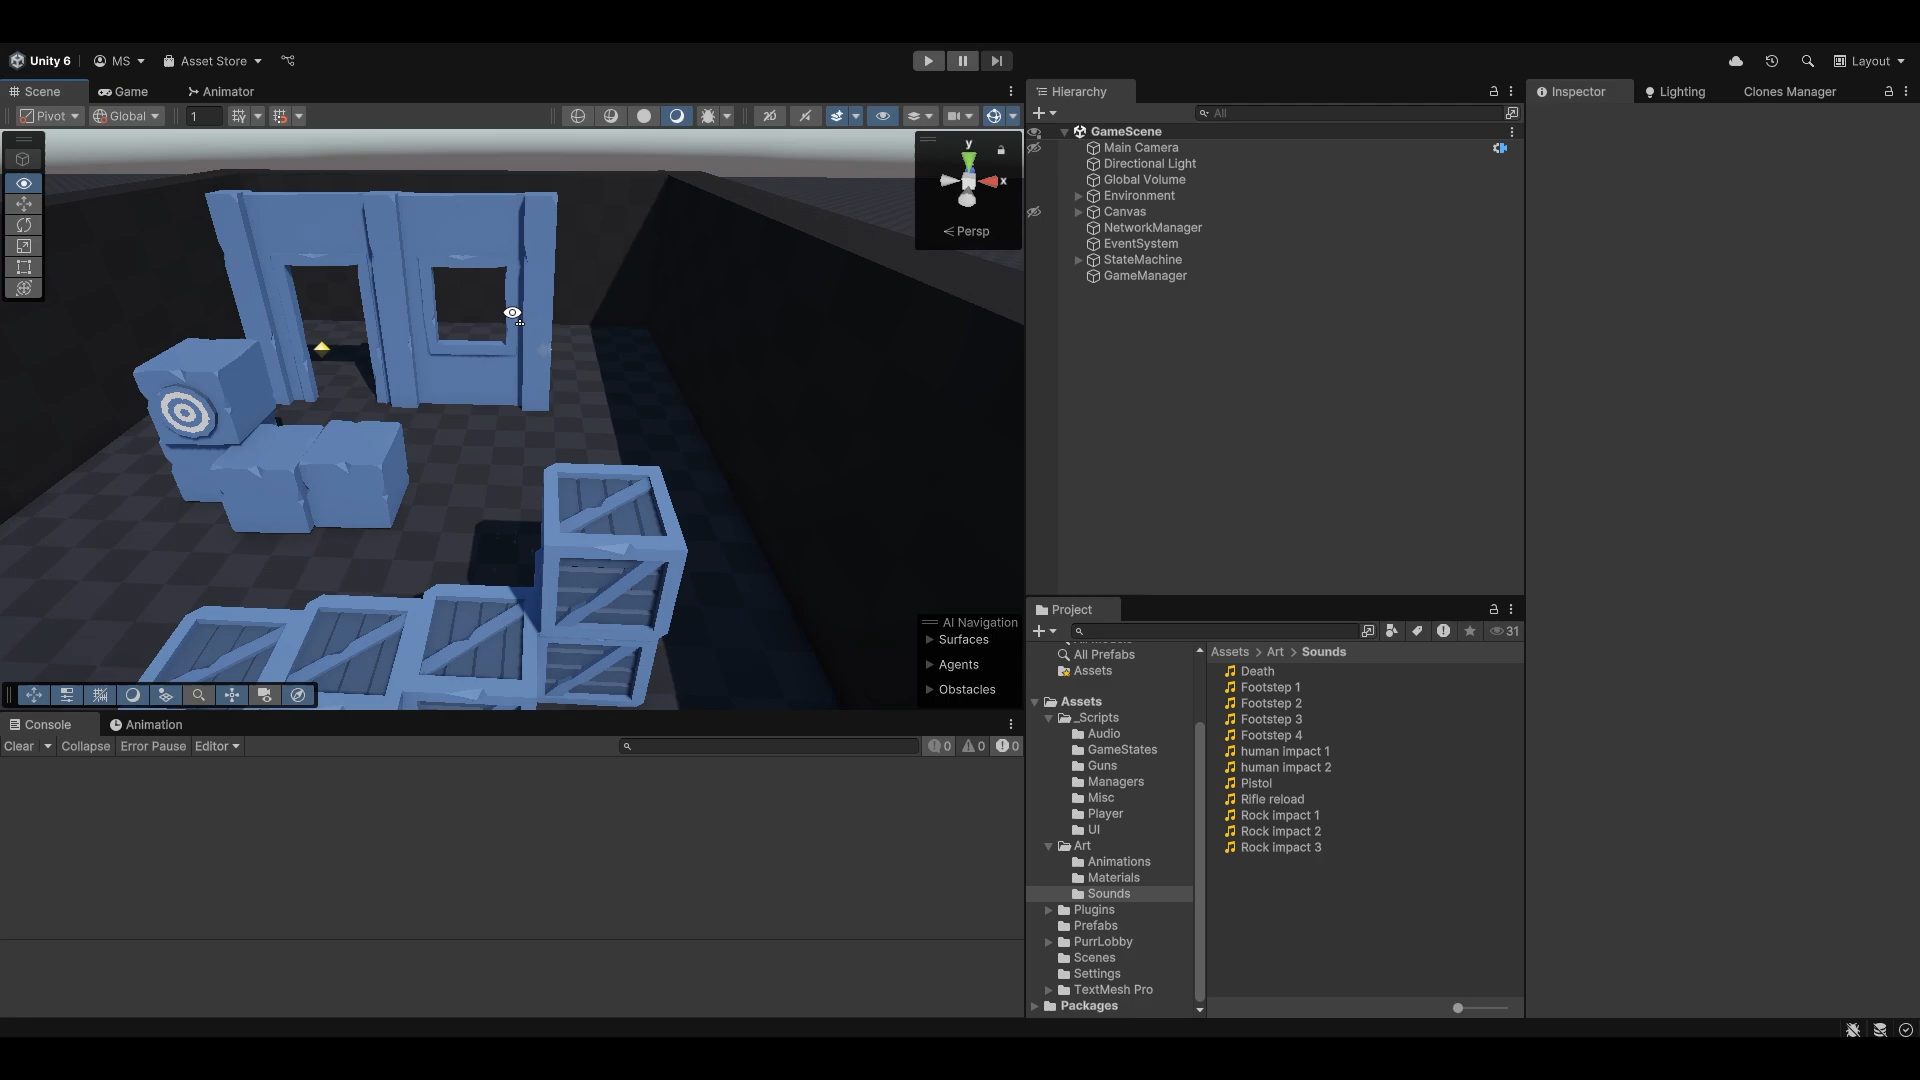 Unity 6
MS
Asset Store
Layout
Scene
Game
Animator
Hierarchy
Inspector
Lighting
Clones Manager
Pivot
Global
1
2D
All
y
x
Persp
GameScene
Main Camera
Directional Light
Global Volume
Environment
Canvas
NetworkManager
EventSystem
StateMachine
GameManager
AI Navigation
Surfaces
Agents
Obstacles
Console
Animation
Clear
Collapse
Error Pause
Editor
0
0
0
Project
31
All Prefabs
Assets
Assets
_Scripts
Audio
GameStates
Guns
Managers
Misc
Player
UI
Art
Animations
Materials
Sounds
Plugins
Prefabs
PurrLobby
Scenes
Settings
TextMesh Pro
Packages
Assets > Art > Sounds
Death
Footstep 1
Footstep 2
Footstep 3
Footstep 4
human impact 1
human impact 2
Pistol
Rifle reload
Rock impact 1
Rock impact 2
Rock impact 3